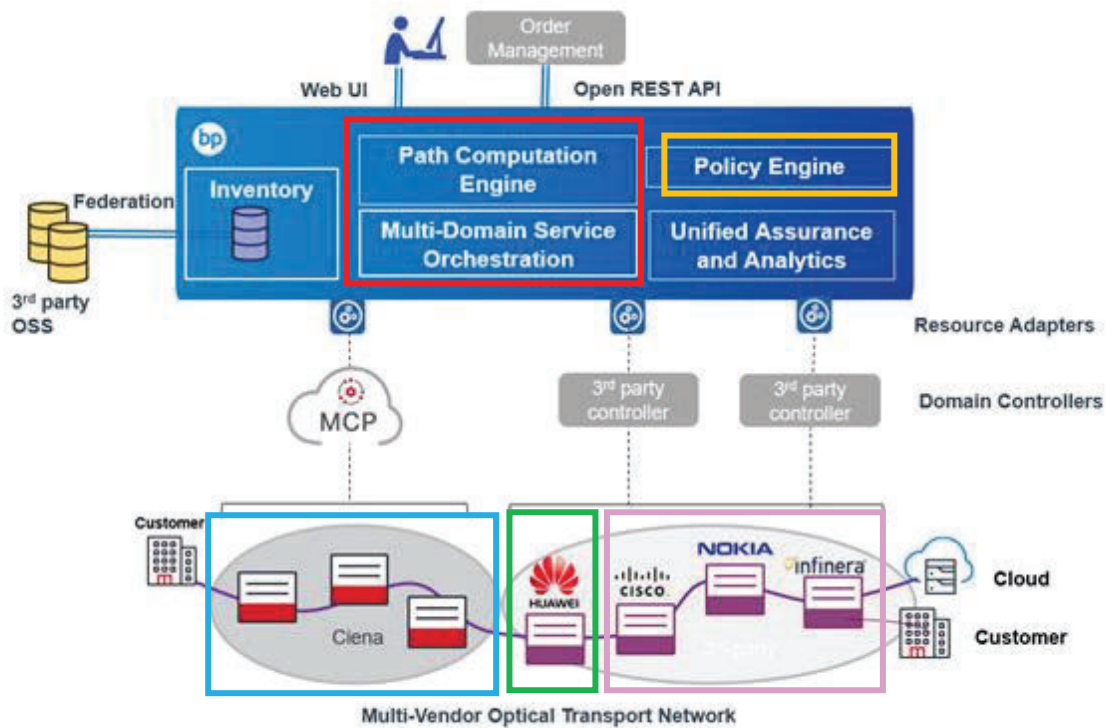 Order
Management
Web UI
Open REST API
bp
Path Computation
Engine
Policy Engine
Inventory
Federation
Multi-Domain Service
Orchestration
Unified Assurance
and Analytics
3rd party
OSS
Resource Adapters
MCP
3rd party
controller
3rd party
controller
Domain Controllers
Customer
Ciena
HUAWEI
CISCO
NOKIA
infinera
Cloud
Customer
Multi-Vendor Optical Transport Network